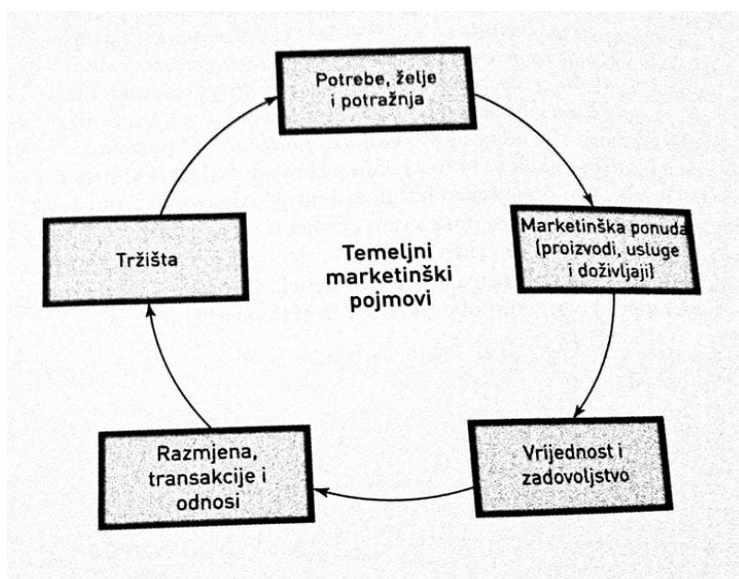 Potrebe, želje
i potražnja
Marketinška ponuda
(proizvodi, usluge
i doživljaji)
Vrijednost i
zadovoljstvo
Razmjena,
transakcije i
odnosi
Tržišta
Temeljni
marketinški
pojmovi